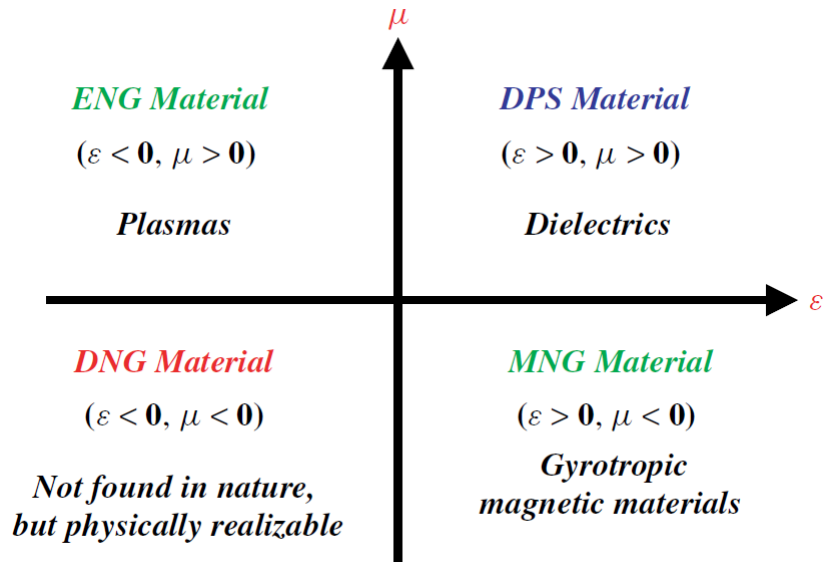 μ
ENG Material
(ε < 0, μ > 0)
Plasmas
DPS Material
(ε > 0, μ > 0)
Dielectrics
ε
DNG Material
(ε < 0, μ < 0)
Not found in nature,
but physically realizable
MNG Material
(ε > 0, μ < 0)
Gyrotropic
magnetic materials